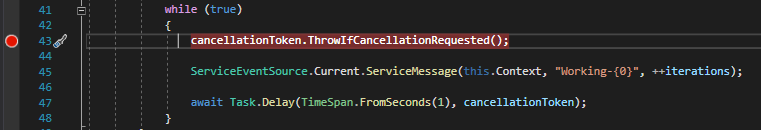 41 while (true)
42 {
43 cancellationToken.ThrowIfCancellationRequested();
44
45 ServiceEventSource.Current.ServiceMessage(this.Context, "Working-{0}", ++iterations);
46
47 await Task.Delay(TimeSpan.FromSeconds(1), cancellationToken);
48 }